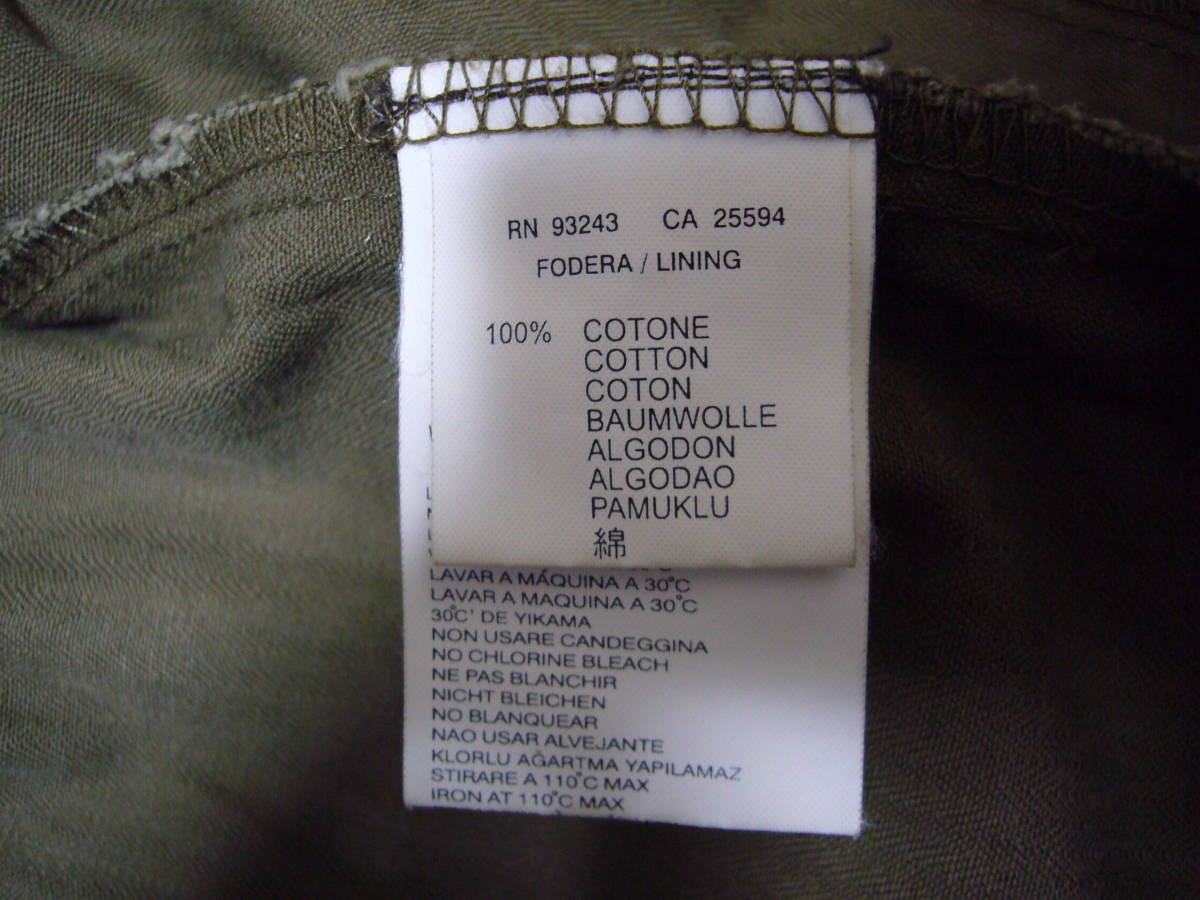 RN 93243 CA 25594
FODERA / LINING
100% COTONE
COTTON
COTON
BAUMWOLLE
ALGODON
ALGODAO
PAMUKLU
綿
LAVAR A MÁQUINA A 30°C
LAVAR A MAQUINA A 30°C
30°C' DE YIKAMA
NON USARE CANDEGGINA
NO CHLORINE BLEACH
NE PAS BLANCHIR
NICHT BLEICHEN
NO BLANQUEAR
NAO USAR ALVEJANTE
KLORLU AĞARTMA YAPILAMAZ
STIRARE A 110°C MAX
IRON AT 110°C MAX